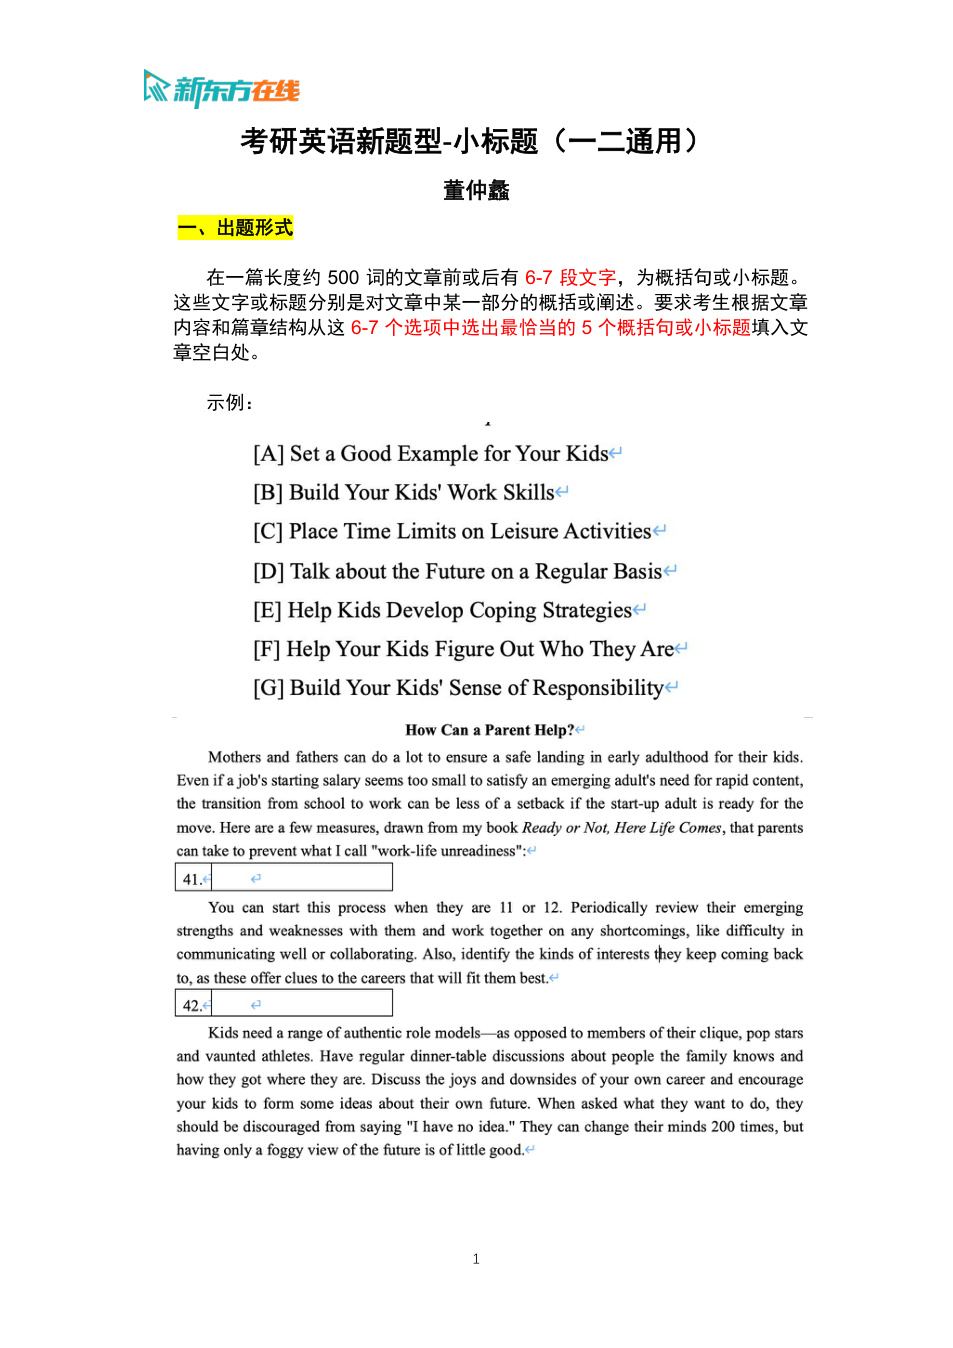 新东方在线
考研英语新题型-小标题（一二通用）
董仲蠡
一、出题形式
在一篇长度约 500 词的文章前或后有 6-7 段文字，为概括句或小标题。
这些文字或标题分别是对文章中某一部分的概括或阐述。要求考生根据文章
内容和篇章结构从这 6-7 个选项中选出最恰当的 5 个概括句或小标题填入文
章空白处。
示例：
[A] Set a Good Example for Your Kids↵
[B] Build Your Kids' Work Skills↵
[C] Place Time Limits on Leisure Activities↵
[D] Talk about the Future on a Regular Basis↵
[E] Help Kids Develop Coping Strategies↵
[F] Help Your Kids Figure Out Who They Are↵
[G] Build Your Kids' Sense of Responsibility↵
How Can a Parent Help?↵
Mothers and fathers can do a lot to ensure a safe landing in early adulthood for their kids.
Even if a job's starting salary seems too small to satisfy an emerging adult's need for rapid content,
the transition from school to work can be less of a setback if the start-up adult is ready for the
move. Here are a few measures, drawn from my book Ready or Not, Here Life Comes, that parents
can take to prevent what I call "work-life unreadiness":↵
41.↵ ↵
You can start this process when they are 11 or 12. Periodically review their emerging
strengths and weaknesses with them and work together on any shortcomings, like difficulty in
communicating well or collaborating. Also, identify the kinds of interests they keep coming back
to, as these offer clues to the careers that will fit them best.↵
42.↵ ↵
Kids need a range of authentic role models—as opposed to members of their clique, pop stars
and vaunted athletes. Have regular dinner-table discussions about people the family knows and
how they got where they are. Discuss the joys and downsides of your own career and encourage
your kids to form some ideas about their own future. When asked what they want to do, they
should be discouraged from saying "I have no idea." They can change their minds 200 times, but
having only a foggy view of the future is of little good.↵
1